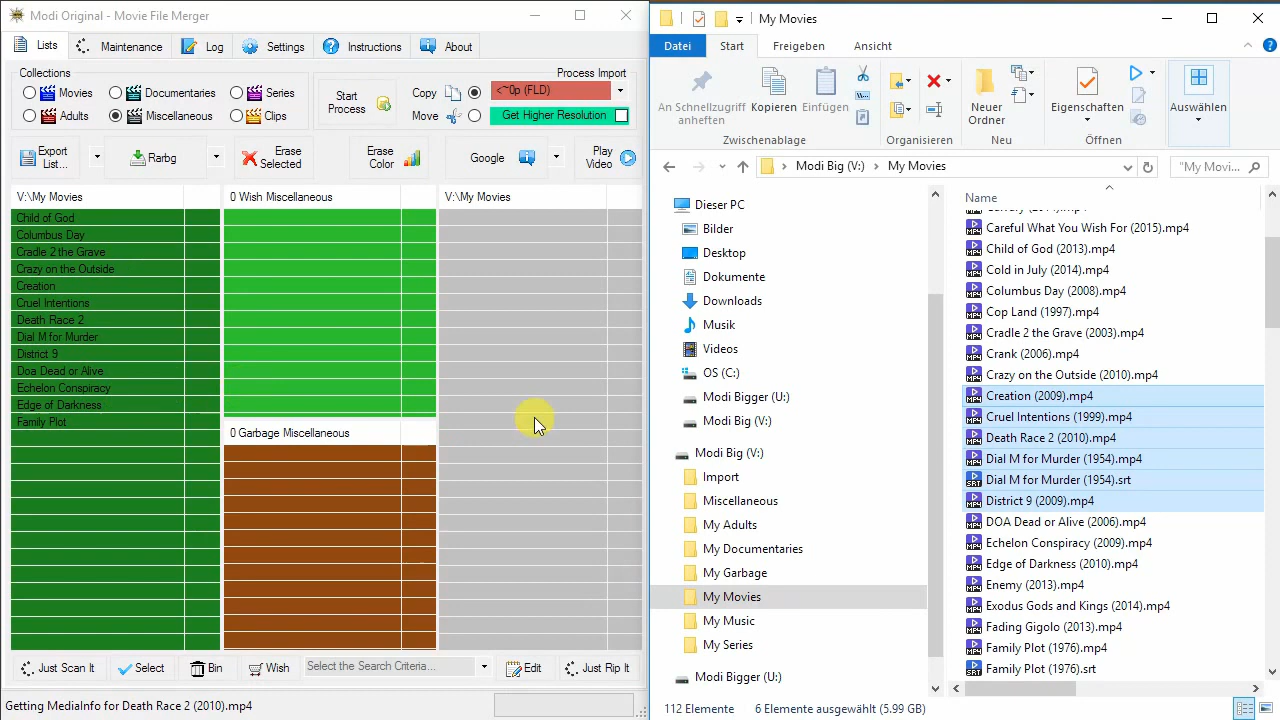 Modi Original - Movie File Merger
Lists
Maintenance
Log
Settings
Instructions
About
Collections
Movies
Documentaries
Series
Adults
Miscellaneous
Clips
Start
Process
Process Import
Copy
<~0p (FLD)
Move
Get Higher Resolution
Export
List...
Rarbg
Erase
Selected
Erase
Color
Google
Play
Video
V:\My Movies
0 Wish Miscellaneous
V:\My Movies
Child of God
Columbus Day
Cradle 2 the Grave
Crazy on the Outside
Creation
Cruel Intentions
Death Race 2
Dial M for Murder
District 9
Doa Dead or Alive
Echelon Conspiracy
Edge of Darkness
Family Plot
0 Garbage Miscellaneous
Just Scan It
Select
Bin
Wish
Select the Search Criteria...
Edit
Just Rip It
Getting MediaInfo for Death Race 2 (2010).mp4
My Movies
Datei
Start
Freigeben
Ansicht
An Schnellzugriff
anheften
Kopieren
Einfügen
Neuer
Ordner
Eigenschaften
Auswählen
Zwischenablage
Organisieren
Neu
Öffnen
Modi Big (V:)
My Movies
"My Movi...
Dieser PC
Bilder
Desktop
Dokumente
Downloads
Musik
Videos
OS (C:)
Modi Bigger (U:)
Modi Big (V:)
Modi Big (V:)
Import
Miscellaneous
My Adults
My Documentaries
My Garbage
My Movies
My Music
My Series
Modi Bigger (U:)
Name
Careful What You Wish For (2015).mp4
Child of God (2013).mp4
Cold in July (2014).mp4
Columbus Day (2008).mp4
Cop Land (1997).mp4
Cradle 2 the Grave (2003).mp4
Crank (2006).mp4
Crazy on the Outside (2010).mp4
Creation (2009).mp4
Cruel Intentions (1999).mp4
Death Race 2 (2010).mp4
Dial M for Murder (1954).mp4
Dial M for Murder (1954).srt
District 9 (2009).mp4
DOA Dead or Alive (2006).mp4
Echelon Conspiracy (2009).mp4
Edge of Darkness (2010).mp4
Enemy (2013).mp4
Exodus Gods and Kings (2014).mp4
Fading Gigolo (2013).mp4
Family Plot (1976).mp4
Family Plot (1976).srt
112 Elemente
6 Elemente ausgewählt (5.99 GB)